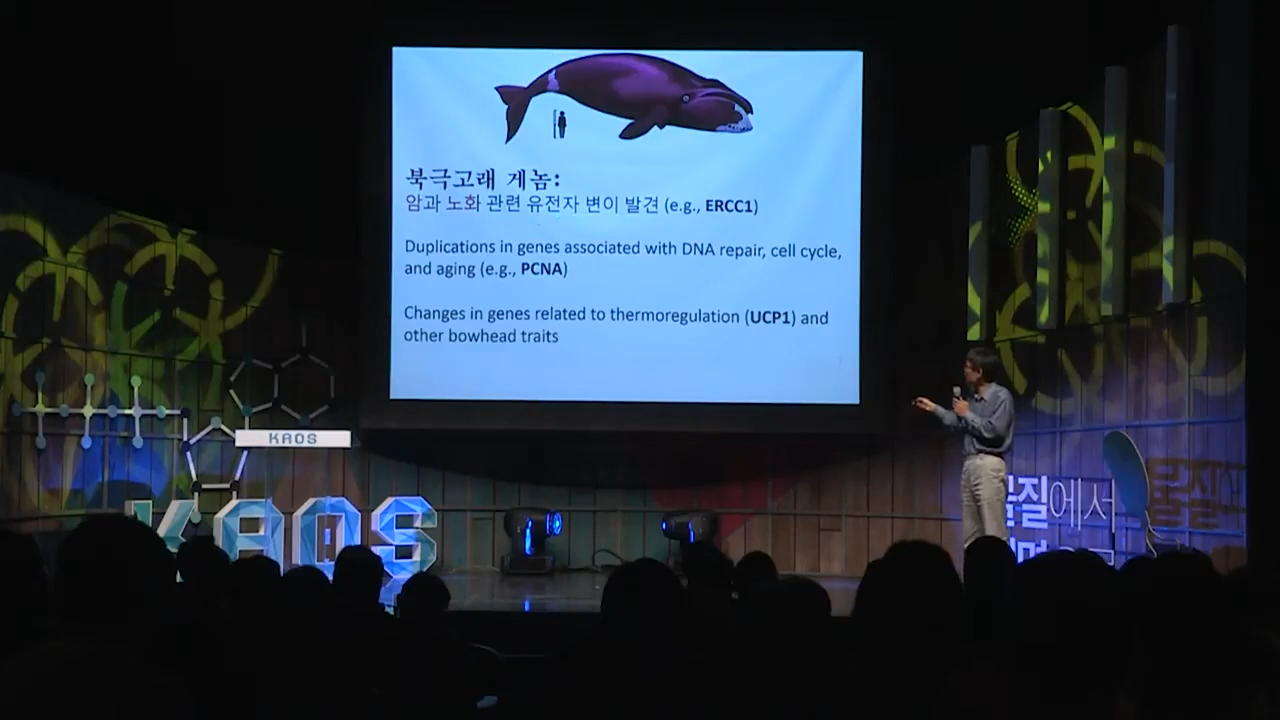 북극고래 게놈:
암과 노화 관련 유전자 변이 발견 (e.g., ERCC1)
Duplications in genes associated with DNA repair, cell cycle,
and aging (e.g., PCNA)
Changes in genes related to thermoregulation (UCP1) and
other bowhead traits
KAOS
KAOS
물질에서